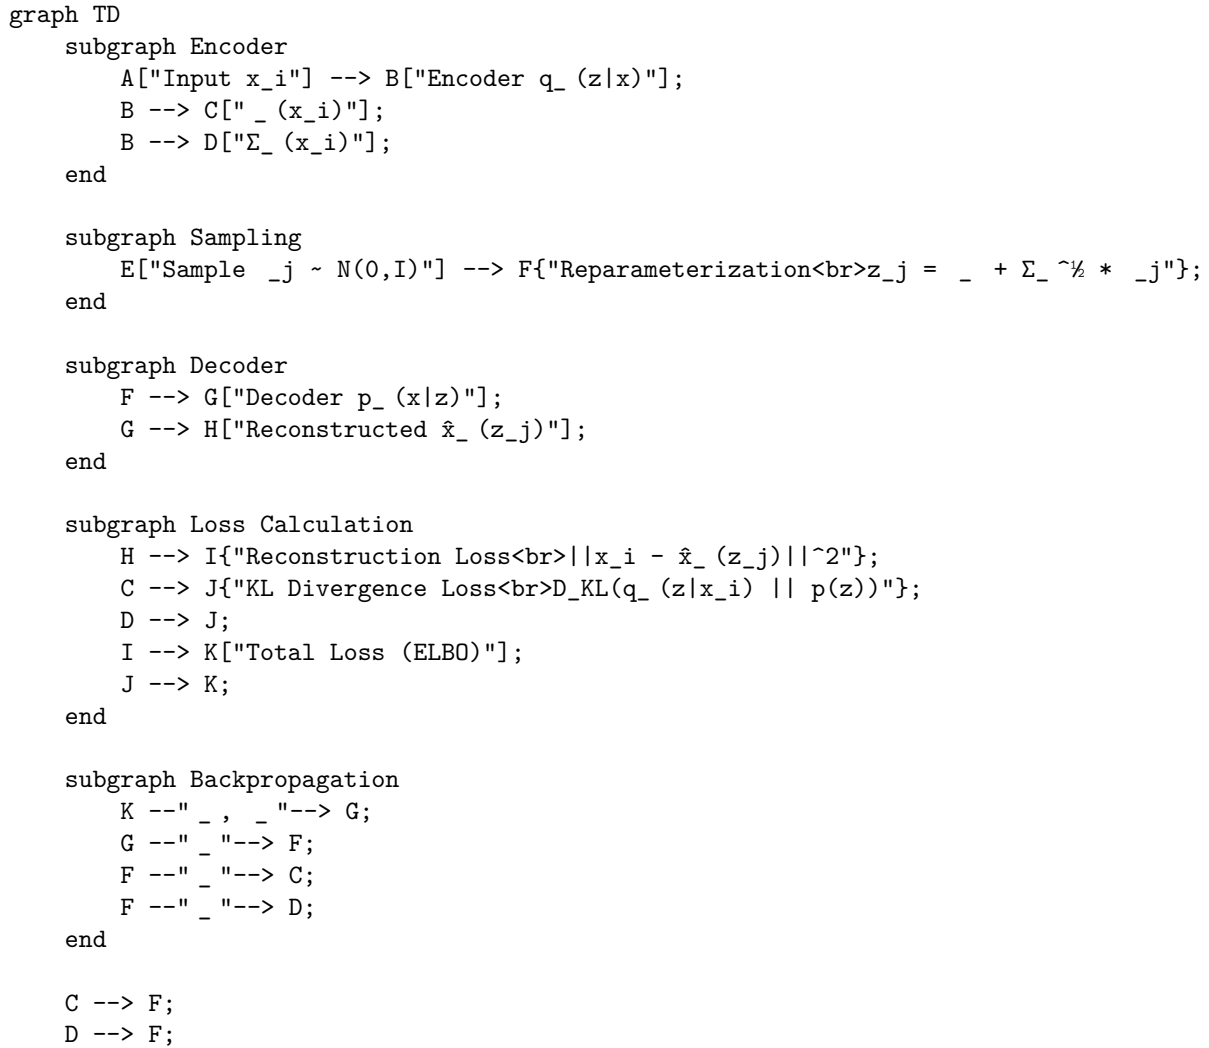 graph TD
    subgraph Encoder
        A["Input x_i"] --> B["Encoder q_ (z|x)"];
        B --> C[" _ (x_i)"];
        B --> D["Σ_ (x_i)"];
    end

    subgraph Sampling
        E["Sample  _j ~ N(0,I)"] --> F{"Reparameterization<br>z_j =  _  + Σ_ ^½ *  _j"};
    end

    subgraph Decoder
        F --> G["Decoder p_ (x|z)"];
        G --> H["Reconstructed x̂_ (z_j)"];
    end

    subgraph Loss Calculation
        H --> I{"Reconstruction Loss<br>||x_i - x̂_ (z_j)||^2"};
        C --> J{"KL Divergence Loss<br>D_KL(q_ (z|x_i) || p(z))"};
        D --> J;
        I --> K["Total Loss (ELBO)"];
        J --> K;
    end

    subgraph Backpropagation
        K --" _ ,  _ "--> G;
        G --" _ "--> F;
        F --" _ "--> C;
        F --" _ "--> D;
    end

    C --> F;
    D --> F;